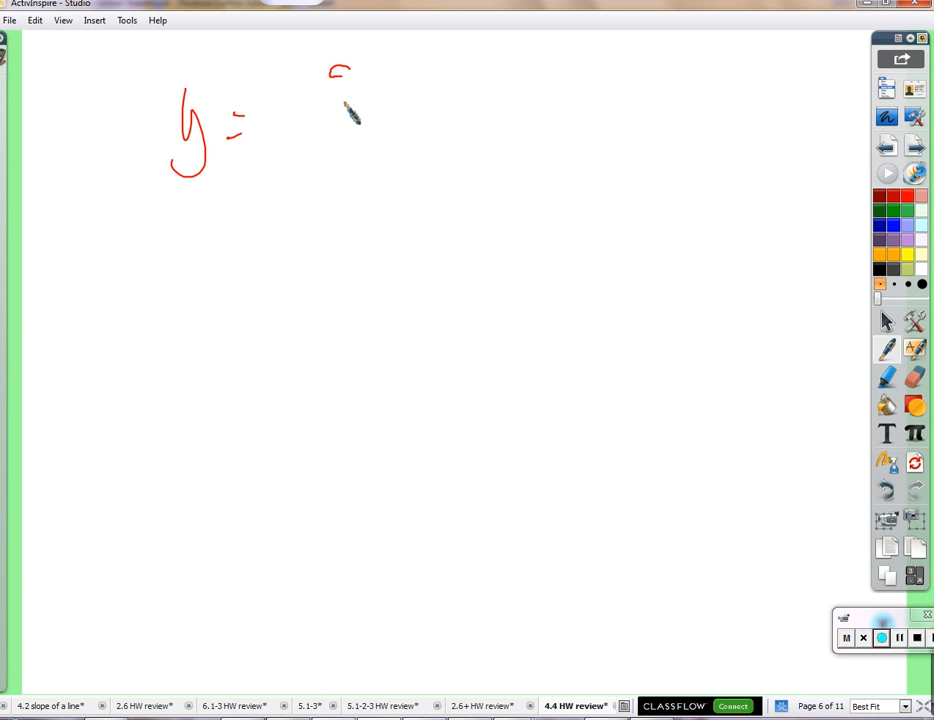 ActivInspire - Studio
File Edit View Insert Tools Help
y =
M
4.2 slope of a line* 2.6 HW review* 6.1-3 HW review* 5.1-3* 5.1-2-3 HW review* 2.6+ HW review* 4.4 HW review* CLASSFLOW Connect Page 6 of 11 Best Fit